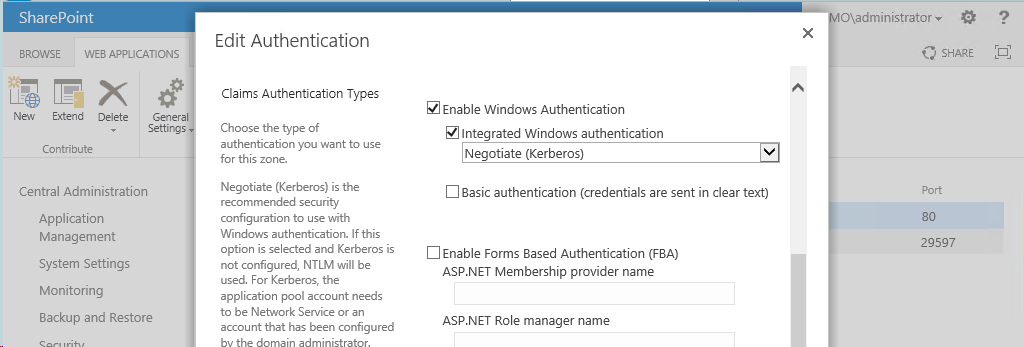 SharePoint
MO\administrator
?
BROWSE
WEB APPLICATIONS
SHARE
New
Extend
Delete
General
Settings
Contribute
Central Administration
Application
Management
System Settings
Monitoring
Backup and Restore
Security
Edit Authentication
Claims Authentication Types
Choose the type of
authentication you want to use
for this zone.
Negotiate (Kerberos) is the
recommended security
configuration to use with
Windows authentication. If this
option is selected and Kerberos is
not configured, NTLM will be
used. For Kerberos, the
application pool account needs
to be Network Service or an
account that has been configured
by the domain administrator.
Enable Windows Authentication
Integrated Windows authentication
Negotiate (Kerberos)
Basic authentication (credentials are sent in clear text)
Enable Forms Based Authentication (FBA)
ASP.NET Membership provider name
ASP.NET Role manager name
Port
80
29597